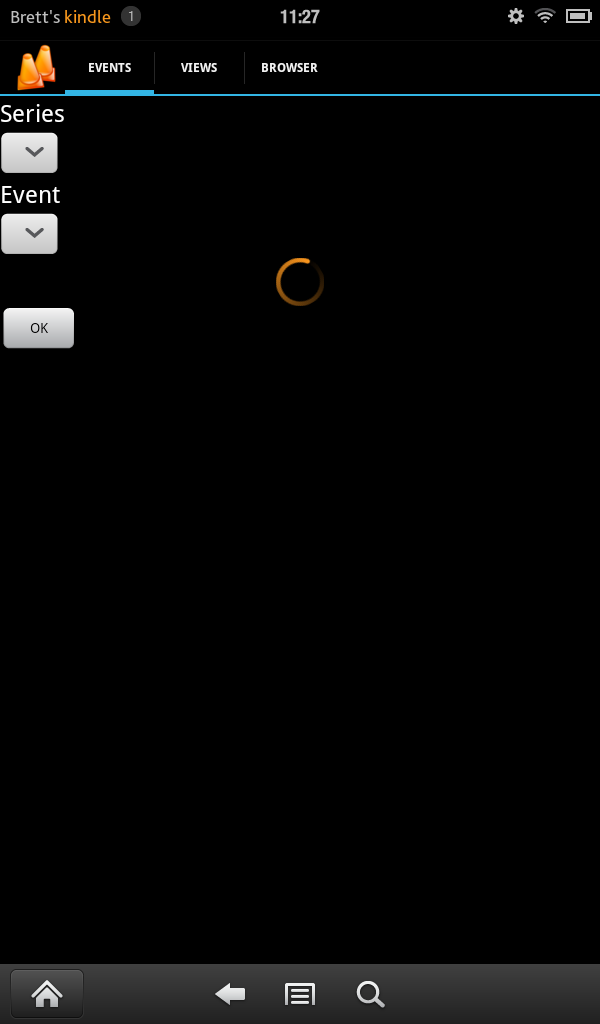 Brett's kindle 1 11:27
EVENTS VIEWS BROWSER
Series
Event
OK